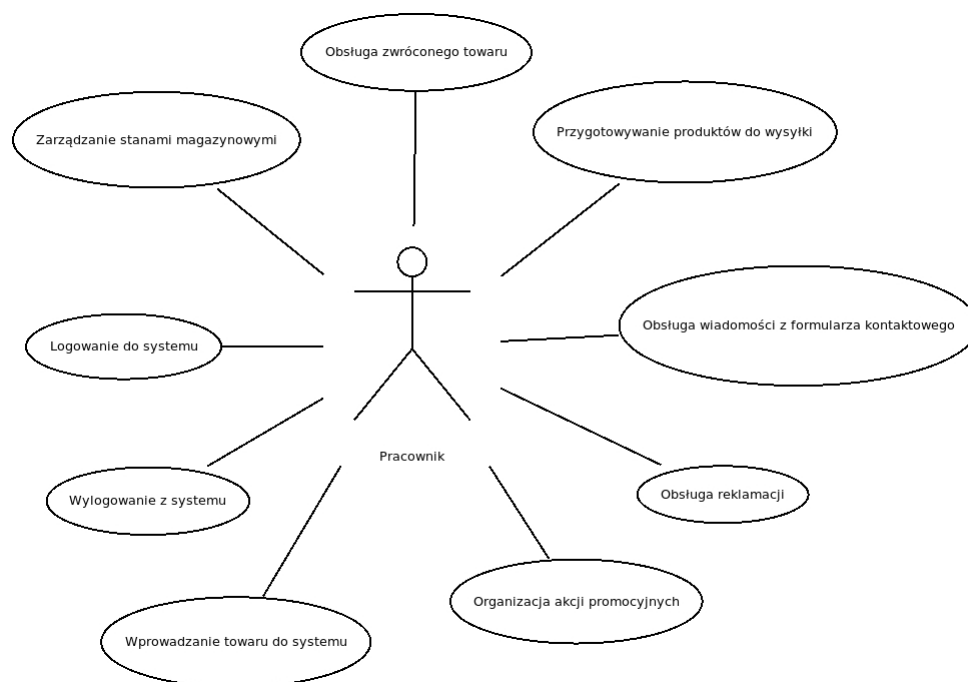 Obsługa zwróconego towaru
Przygotowywanie produktów do wysyłki
Zarządzanie stanami magazynowymi
Obsługa wiadomości z formularza kontaktowego
Logowanie do systemu
Pracownik
Obsługa reklamacji
Wylogowanie z systemu
Organizacja akcji promocyjnych
Wprowadzanie towaru do systemu